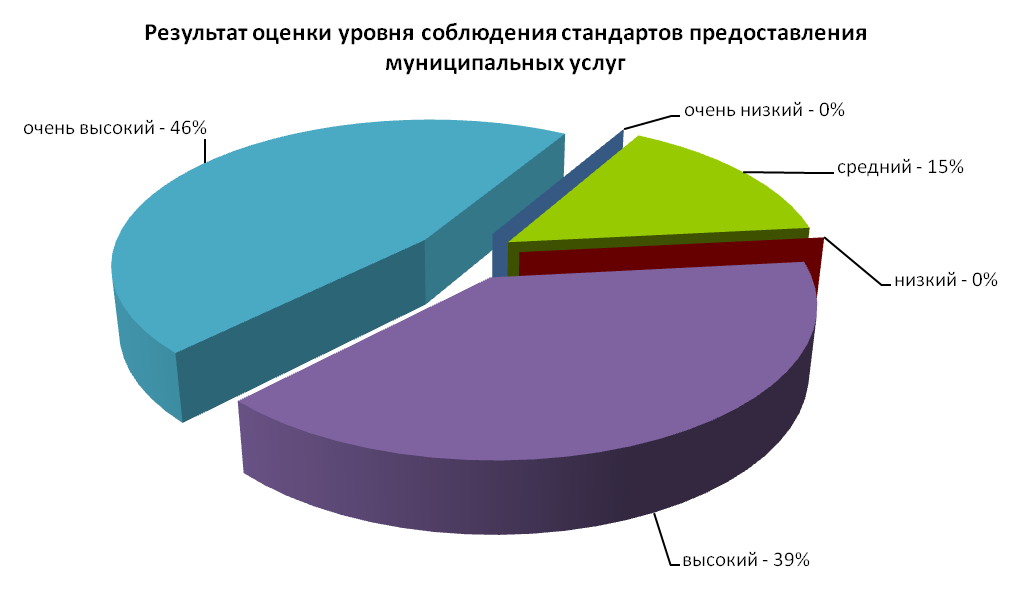 Результат оценки уровня соблюдения стандартов предоставления
муниципальных услуг
очень низкий - 0%
очень высокий - 46%
средний - 15%
низкий - 0%
высокий - 39%